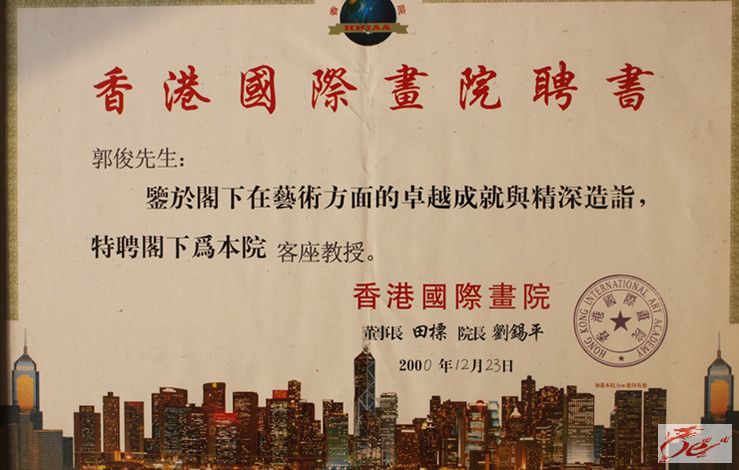 香港國際畫院聘書
郭俊先生：
鑒於閣下在藝術方面的卓越成就與精深造詣，
特聘閣下爲本院 客座教授。
香港國際畫院
董事長 田標 院長 劉錫平
2000年12月23日
HONG KONG INTERNATIONAL ART ACADEMY
香港國際畫院